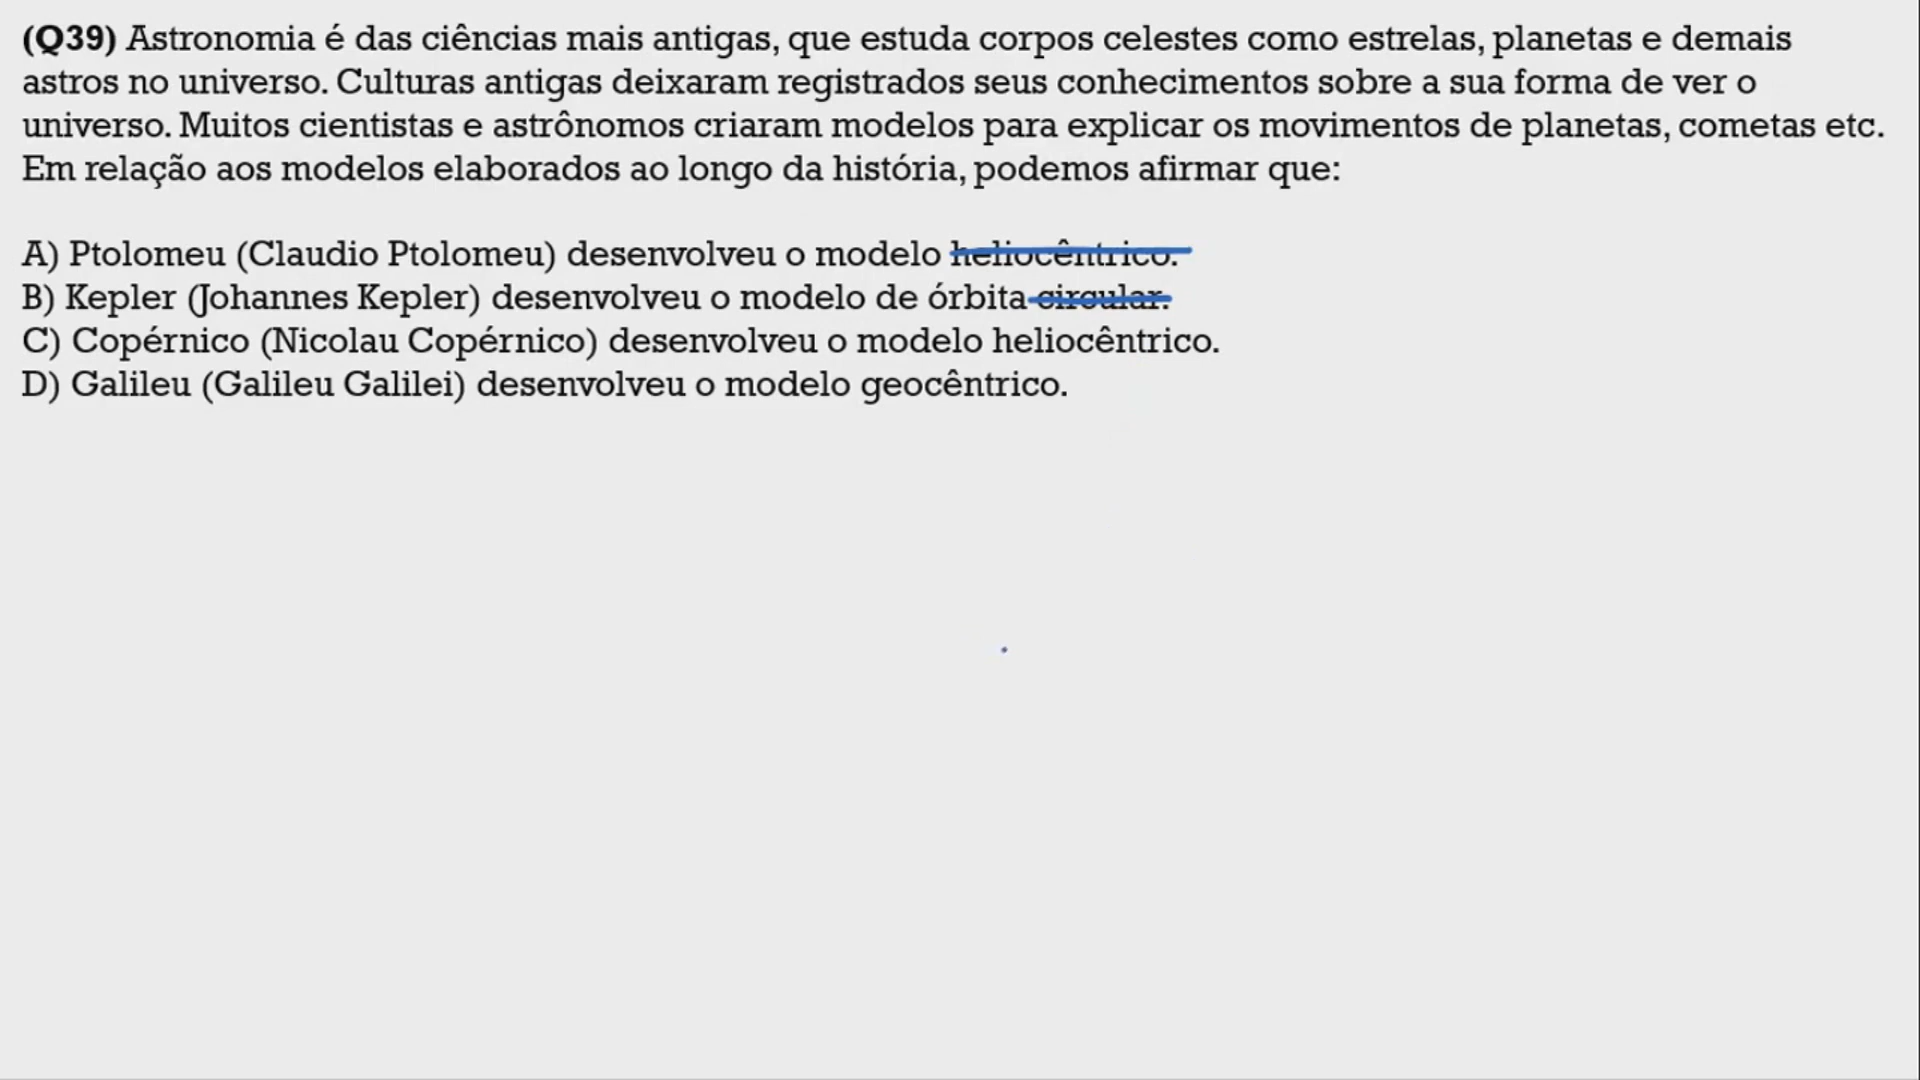 (Q39) Astronomia é das ciências mais antigas, que estuda corpos celestes como estrelas, planetas e demais
astros no universo. Culturas antigas deixaram registrados seus conhecimentos sobre a sua forma de ver o
universo. Muitos cientistas e astrônomos criaram modelos para explicar os movimentos de planetas, cometas etc.
Em relação aos modelos elaborados ao longo da história, podemos afirmar que:
A) Ptolomeu (Claudio Ptolomeu) desenvolveu o modelo heliocêntrico.
B) Kepler (Johannes Kepler) desenvolveu o modelo de órbita circular.
C) Copérnico (Nicolau Copérnico) desenvolveu o modelo heliocêntrico.
D) Galileu (Galileu Galilei) desenvolveu o modelo geocêntrico.